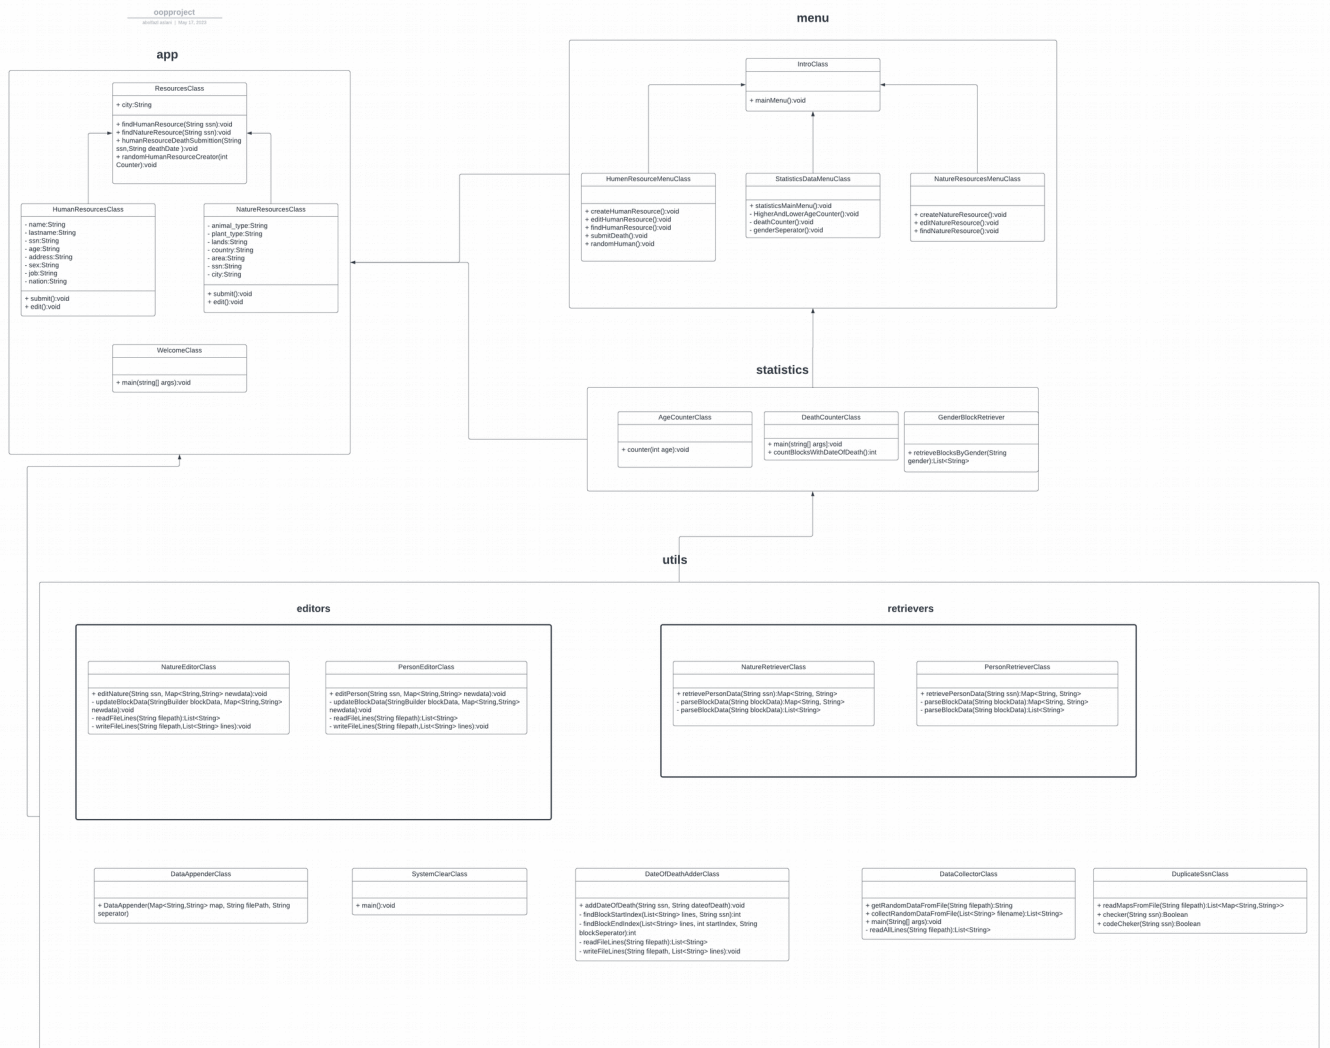 oopproject
app
ResourcesClass
+ city:String
+ findHumanResource(String ssn):void
+ findNatureResource(String ssn):void
+ humanResourceDeathSubmittion(String
ssn,String deathDate ):void
+ randomHumanResourceCreator(int
Counter):void
HumanResourcesClass
- name:String
- lastname:String
- ssn:String
- age:String
- address:String
- sex:String
- job:String
- nation:String
+ submit():void
+ edit():void
NatureResourcesClass
- animal_type:String
- plant_type:String
- lands:String
- country:String
- area:String
- ssn:String
- city:String
+ submit():void
+ edit():void
WelcomeClass
+ main(string[] args):void
menu
IntroClass
+ mainMenu():void
HumenResourceMenuClass
+ createHumanResource():void
+ editHumanResource():void
+ findHumanResource():void
+ submitDeath():void
+ randomHuman():void
StatisticsDataMenuClass
+ statisticsMainMenu():void
- HigherAndLowerAgeCounter():void
- deathCounter():void
- genderSeperator():void
NatureResourcesMenuClass
+ createNatureResource():void
+ editNatureResource():void
+ findNatureResource():void
statistics
AgeCounterClass
+ counter(int age):void
DeathCounterClass
+ main(string[] args):void
+ countBlocksWithDateOfDeath():int
GenderBlockRetriever
+ retrieveBlocksByGender(String
gender):List<String>
utils
editors
NatureEditorClass
+ editNature(String ssn, Map<String,String> newdata):void
- updateBlockData(StringBuilder blockData, Map<String,String>
newdata):void
- readFileLines(String filepath):List<String>
- writeFileLines(String filepath,List<String> lines):void
PersonEditorClass
+ editPerson(String ssn, Map<String,String> newdata):void
- updateBlockData(StringBuilder blockData, Map<String,String>
newdata):void
- readFileLines(String filepath):List<String>
- writeFileLines(String filepath,List<String> lines):void
retrievers
NatureRetrieverClass
+ retrievePersonData(String ssn):Map<String, String>
- parseBlockData(String blockData):Map<String, String>
- parseBlockData(String blockData):List<String>
PersonRetrieverClass
+ retrievePersonData(String ssn):Map<String, String>
- parseBlockData(String blockData):Map<String, String>
- parseBlockData(String blockData):List<String>
DataAppenderClass
+ DataAppender(Map<String,String> map, String filePath, String
seperator)
SystemClearClass
+ main():void
DateOfDeathAdderClass
+ addDateOfDeath(String ssn, String dateofDeath):void
- findBlockStartIndex(List<String> lines, String ssn):int
- findBlockEndIndex(List<String> lines, int startIndex, String
blockSeperator):int
- readFileLines(String filepath):List<String>
- writeFileLines(String filepath, List<String> lines):void
DataCollectorClass
+ getRandomDataFromFile(String filepath):String
+ collectRandomDataFromFile(List<String> filename):List<String>
+ main(String[] args):void
- readAllLines(String filepath):List<String>
DuplicateSsnClass
+ readMapsFromFile(String filepath):List<Map<String,String>>
+ checker(String ssn):Boolean
+ codeCheker(String ssn):Boolean